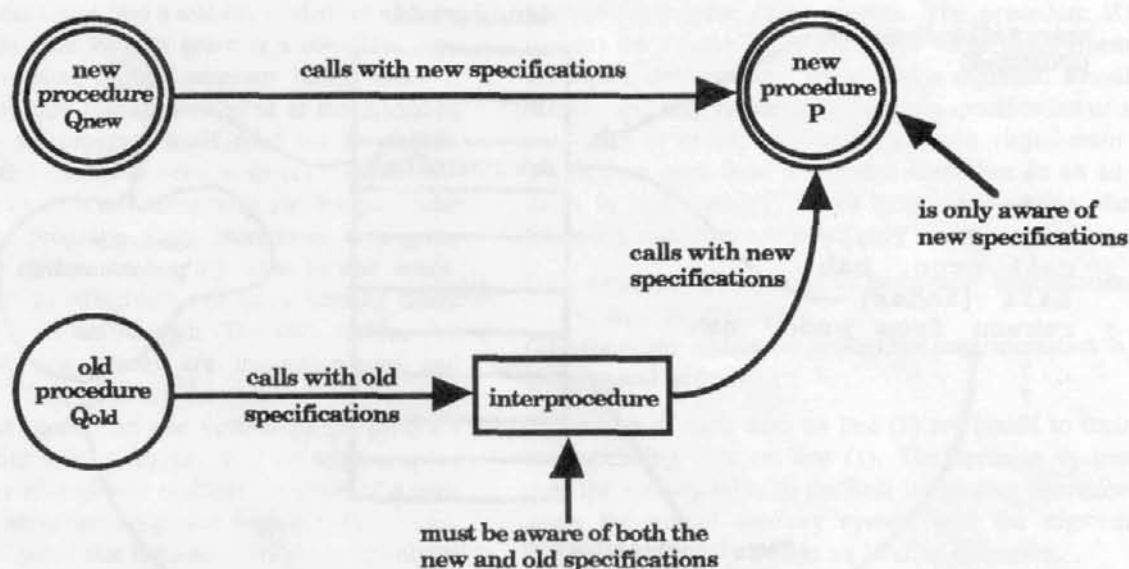 new
procedure
Qnew
calls with new specifications
new
procedure
P
is only aware of
new specifications
calls with new
specifications
old
procedure
Qold
calls with old
specifications
interprocedure
must be aware of both the
new and old specifications